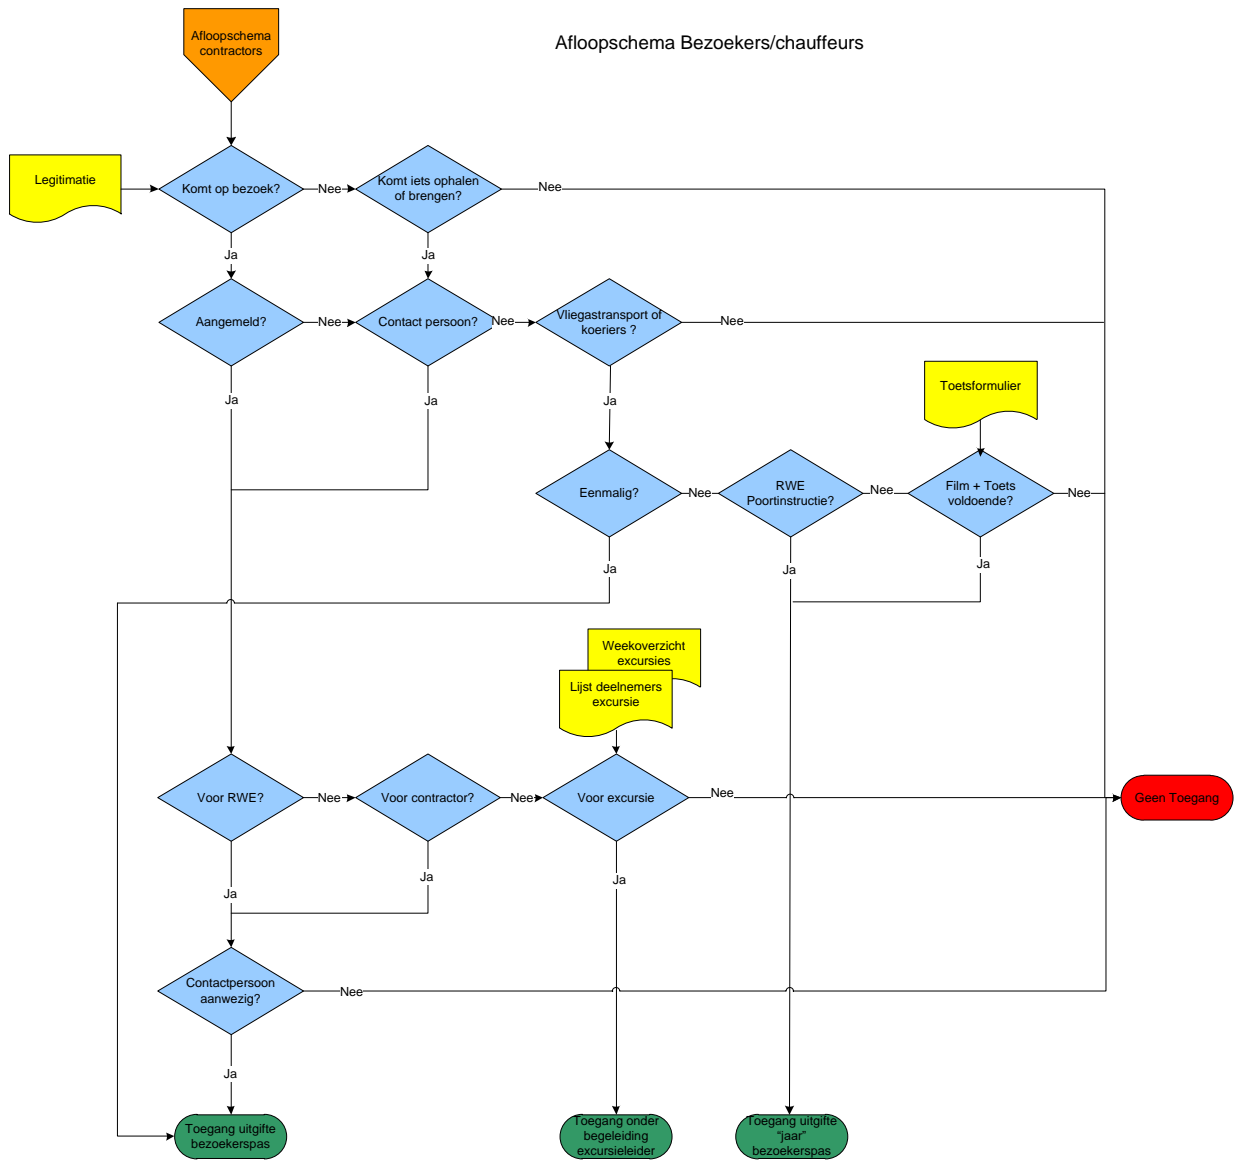 Afloopschema
contractors
Afloopschema Bezoekers/chauffeurs
Legitimatie
Komt op bezoek?
Nee
Komt iets ophalen
of brengen?
Nee
Ja
Ja
Aangemeld?
Nee
Contact persoon?
Nee
Vliegastransport of
koeriers ?
Nee
Ja
Ja
Ja
Toetsformulier
Eenmalig?
Nee
RWE
Poortinstructie?
Nee
Film + Toets
voldoende?
Nee
Ja
Ja
Ja
Weekoverzicht
excursies
Lijst deelnemers
excursie
Voor RWE?
Nee
Voor contractor?
Nee
Voor excursie
Nee
Geen Toegang
Ja
Ja
Ja
Contactpersoon
aanwezig?
Nee
Ja
Toegang uitgifte
bezoekerspas
Toegang onder
begeleiding
excursieleider
Toegang uitgifte
“jaar”
bezoekerspas